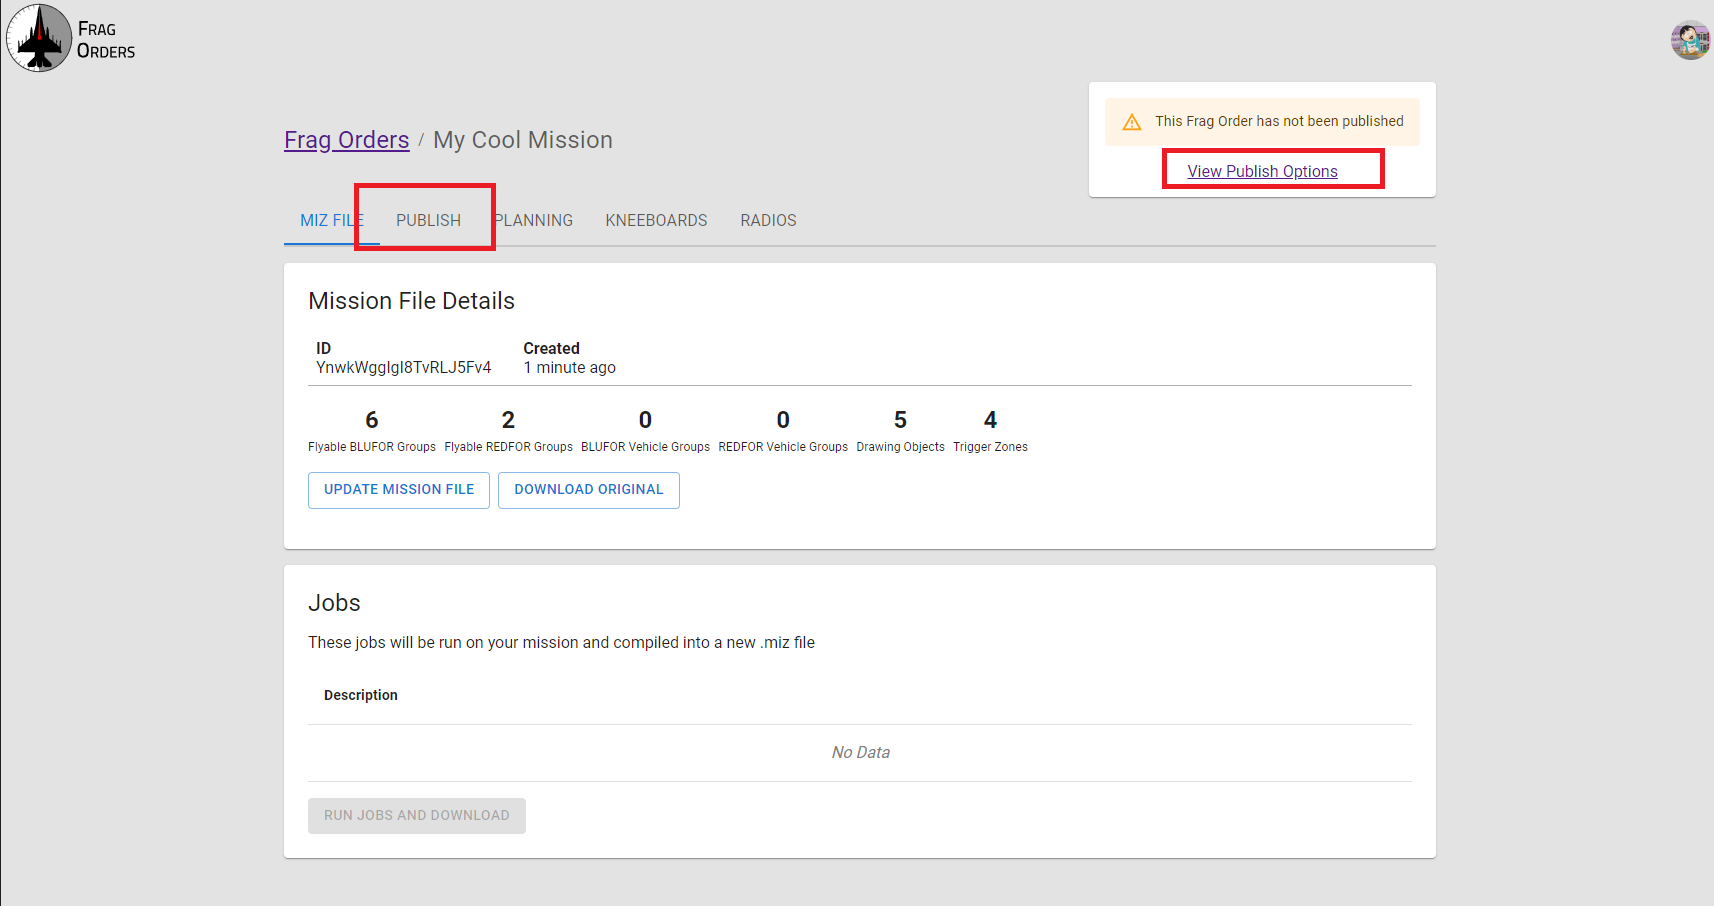 Frag
Orders
This Frag Order has not been published
View Publish Options
Frag Orders / My Cool Mission
MIZ FILE PUBLISH PLANNING KNEEBOARDS RADIOS
Mission File Details
ID Created
YnwkWggIgI8TvRLJ5Fv4 1 minute ago
6 2 0 0 5 4
Flyable BLUFOR Groups Flyable REDFOR Groups BLUFOR Vehicle Groups REDFOR Vehicle Groups Drawing Objects Trigger Zones
UPDATE MISSION FILE DOWNLOAD ORIGINAL
Jobs
These jobs will be run on your mission and compiled into a new .miz file
Description
No Data
RUN JOBS AND DOWNLOAD